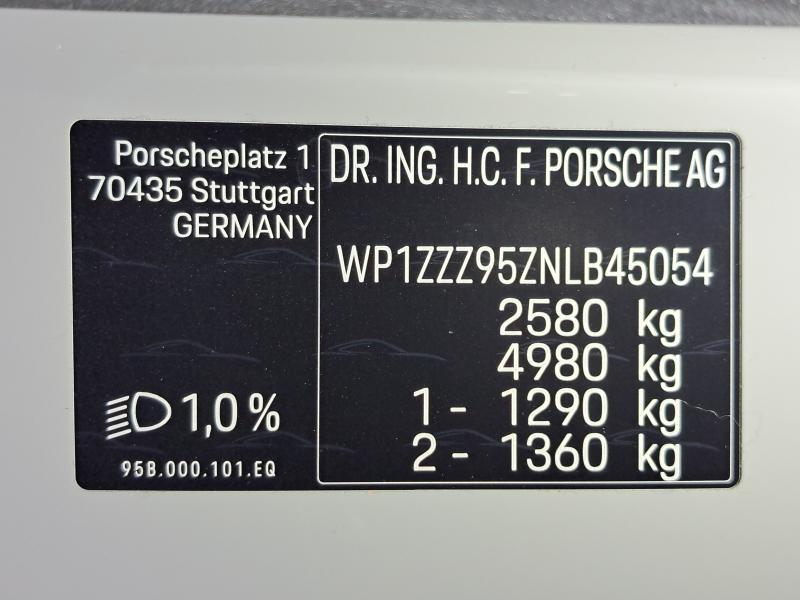 Porscheplatz 1
70435 Stuttgart
GERMANY
1,0 %
95B.000.101.EQ
DR. ING. H.C. F. PORSCHE AG
WP1ZZZ95ZNLB45054
2580 kg
4980 kg
1 - 1290 kg
2 - 1360 kg